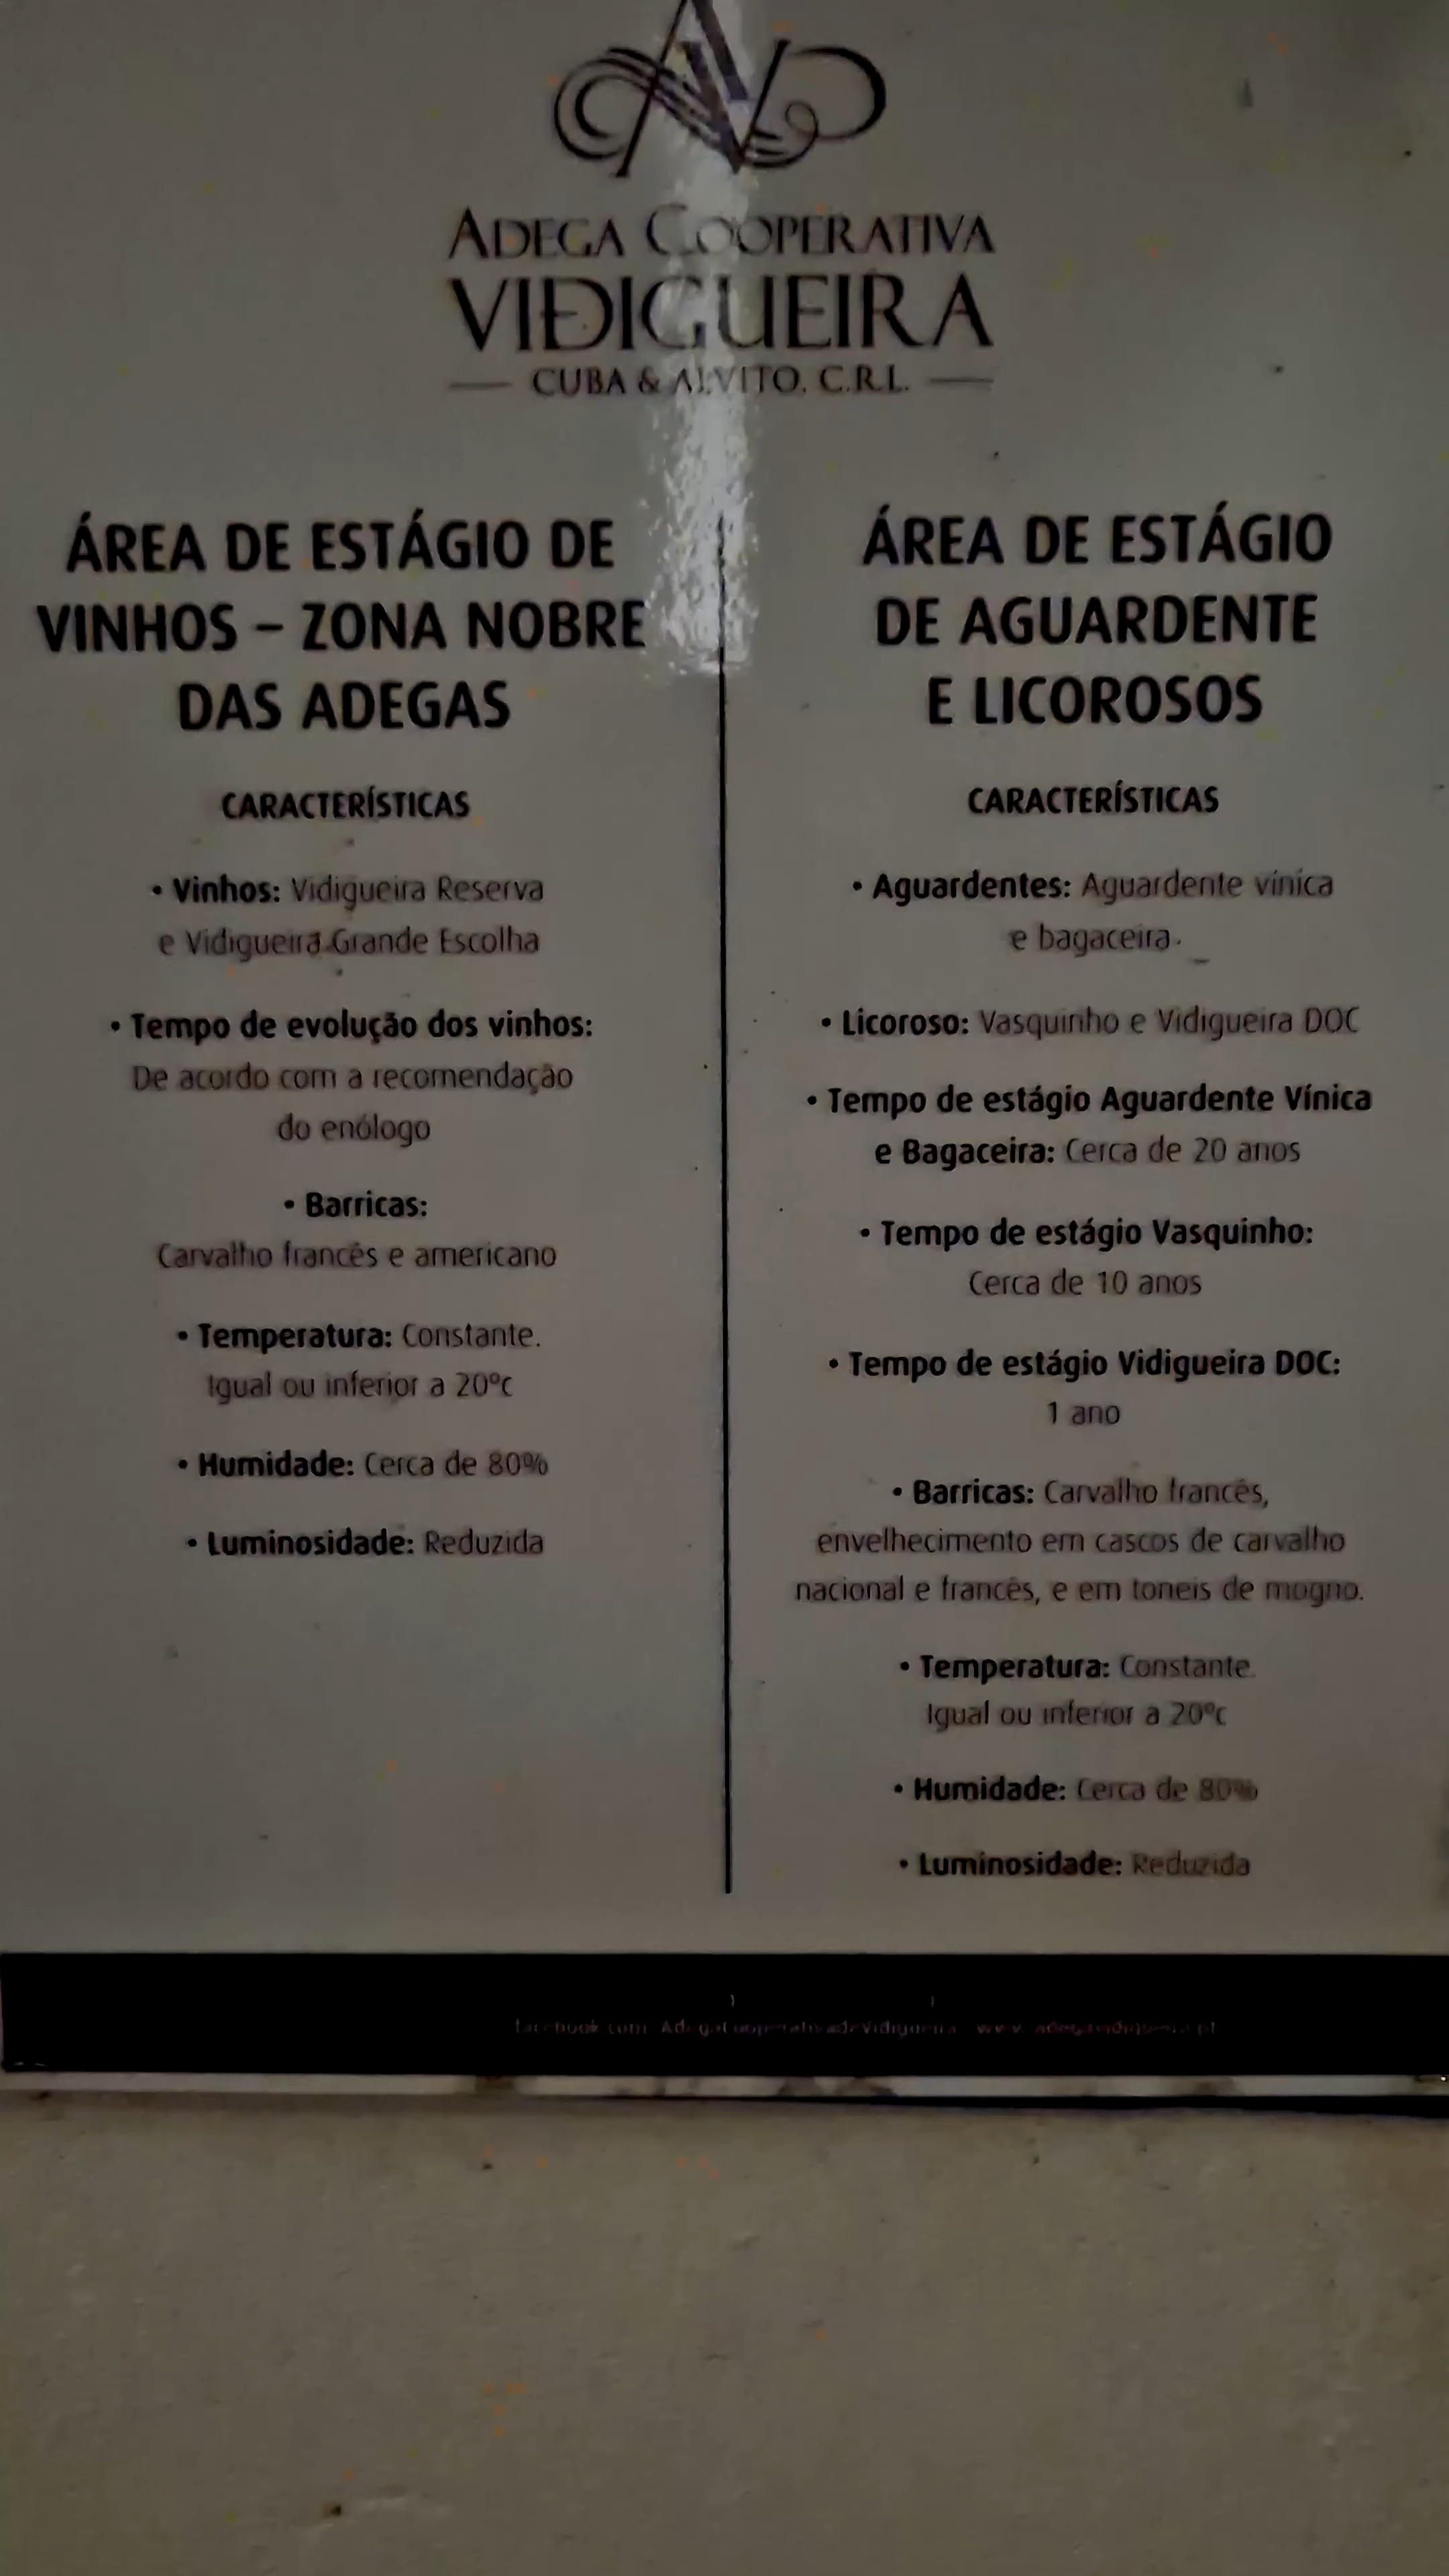 AV
ADEGA COOPERATIVA
VIDIGUEIRA
CUBA & ALVITO, C.R.L.
ÁREA DE ESTÁGIO DE
VINHOS – ZONA NOBRE
DAS ADEGAS
CARACTERÍSTICAS
• Vinhos: Vidigueira Reserva
e Vidigueira Grande Escolha
• Tempo de evolução dos vinhos:
De acordo com a recomendação
do enólogo
• Barricas:
Carvalho francês e americano
• Temperatura: Constante.
Igual ou inferior a 20ºc
• Humidade: Cerca de 80%
• Luminosidade: Reduzida
ÁREA DE ESTÁGIO
DE AGUARDENTE
E LICOROSOS
CARACTERÍSTICAS
• Aguardentes: Aguardente vínica
e bagaceira.
• Licoroso: Vasquinho e Vidigueira DOC
• Tempo de estágio Aguardente Vínica
e Bagaceira: Cerca de 20 anos
• Tempo de estágio Vasquinho:
Cerca de 10 anos
• Tempo de estágio Vidigueira DOC:
1 ano
• Barricas: Carvalho francês,
envelhecimento em cascos de carvalho
nacional e francês, e em toneis de mogno.
• Temperatura: Constante.
Igual ou inferior a 20ºc
• Humidade: Cerca de 80%
• Luminosidade: Reduzida